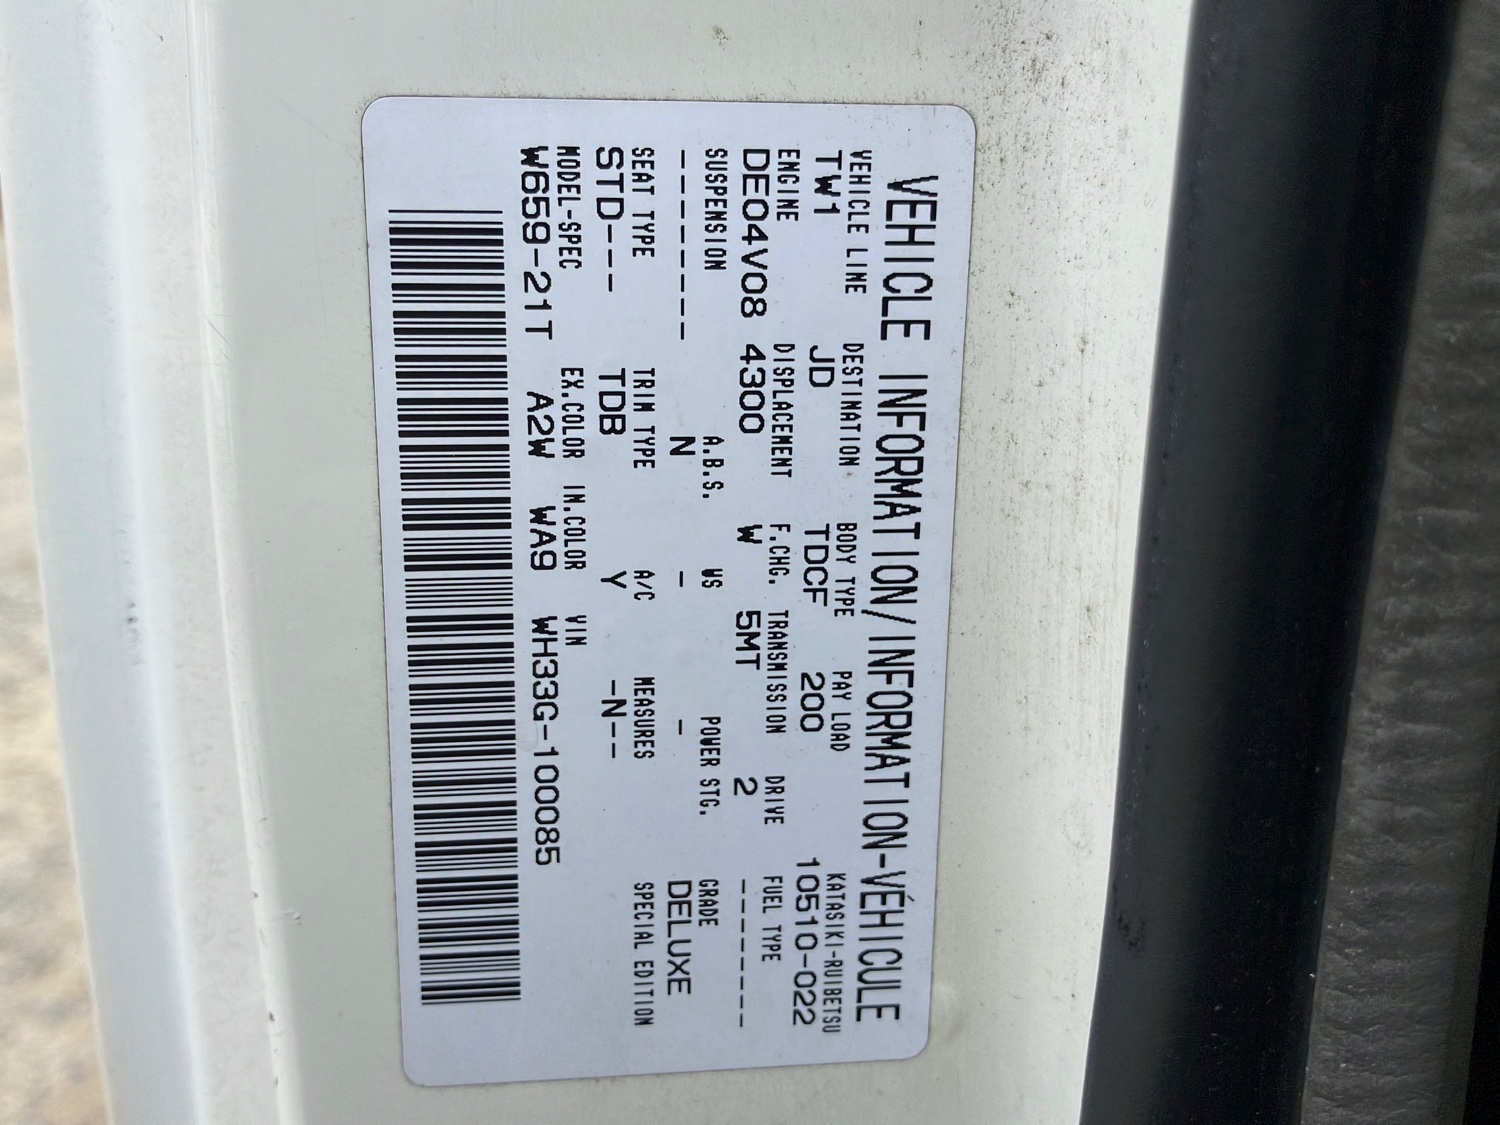 VEHICLE INFORMATION/INFORMATION-VÉHICULE
VEHICLE LINE DESTINATION BODY TYPE PAY LOAD KATASIKI-RUIBETSU
TW1 JD TDCF 200 10510-022
ENGINE DISPLACEMENT F.CHG. TRANSMISSION DRIVE FUEL TYPE
DE04V08 4300 W 5MT 2 -------
SUSPENSION A.B.S. WS POWER STG. GRADE
-------- N - - DELUXE
SEAT TYPE TRIM TYPE A/C MEASURES SPECIAL EDITION
STD--- TDB Y -N--
MODEL-SPEC EX.COLOR IN.COLOR VIN
W659-21T A2W WA9 WH33G-100085